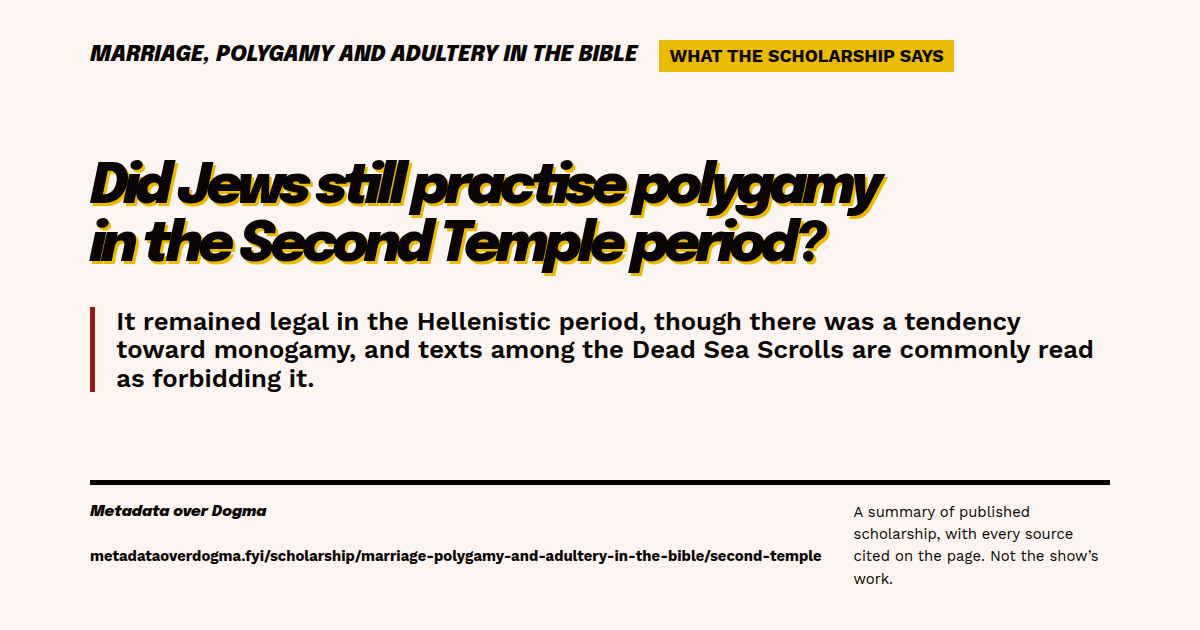 MARRIAGE, POLYGAMY AND ADULTERY IN THE BIBLE
WHAT THE SCHOLARSHIP SAYS
Did Jews still practise polygamy
in the Second Temple period?
It remained legal in the Hellenistic period, though there was a tendency
toward monogamy, and texts among the Dead Sea Scrolls are commonly read
as forbidding it.
Metadata over Dogma
metadataoverdogma.fyi/scholarship/marriage-polygamy-and-adultery-in-the-bible/second-temple
A summary of published
scholarship, with every source
cited on the page. Not the show’s
work.